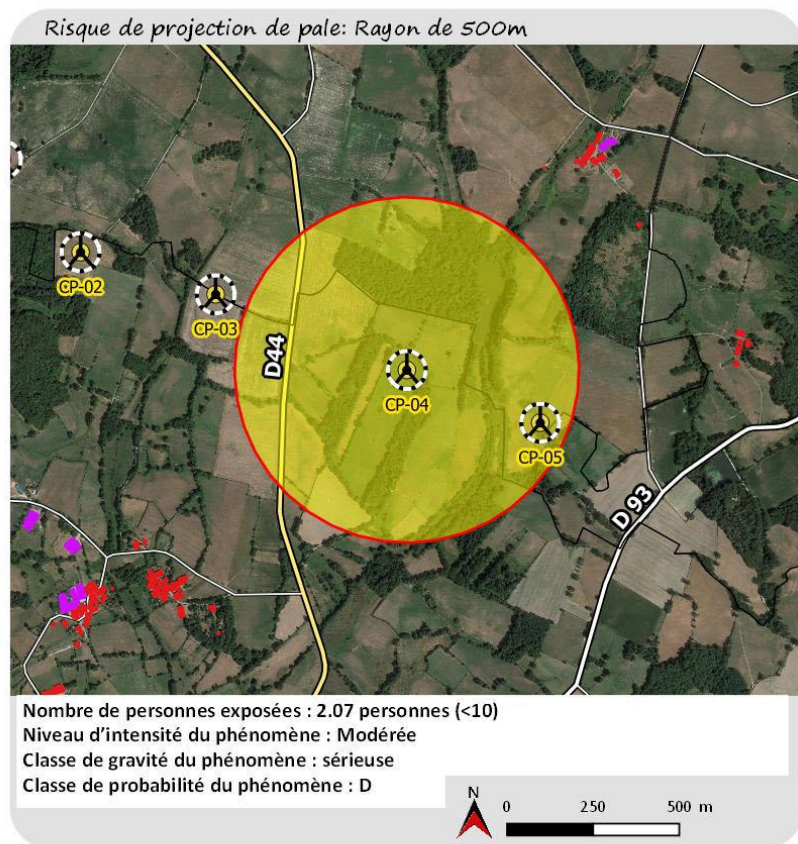 Risque de projection de pale: Rayon de 500m
CP-02
CP-03
D44
CP-04
CP-05
D 93
Nombre de personnes exposées : 2.07 personnes (<10)
Niveau d'intensité du phénomène : Modérée
Classe de gravité du phénomène : sérieuse
Classe de probabilité du phénomène : D
N
0 250 500 m